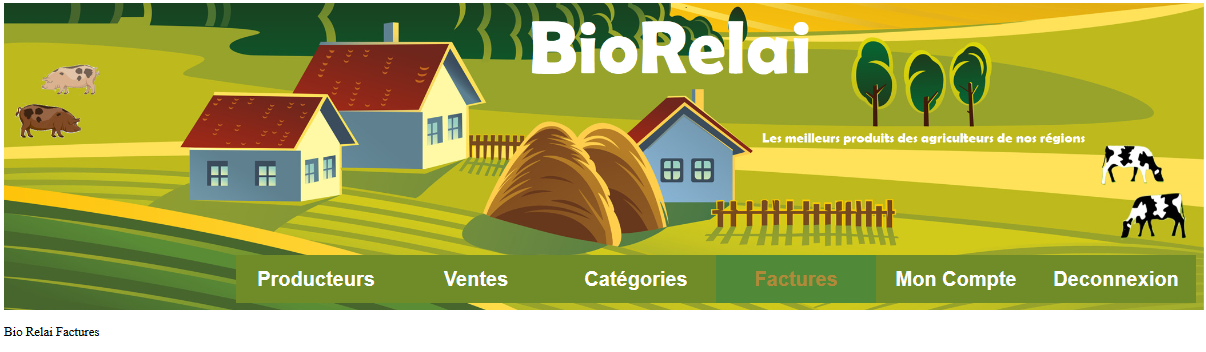 BioRelai
Les meilleurs produits des agriculteurs de nos régions
Producteurs Ventes Catégories Factures Mon Compte Deconnexion
Bio Relai Factures